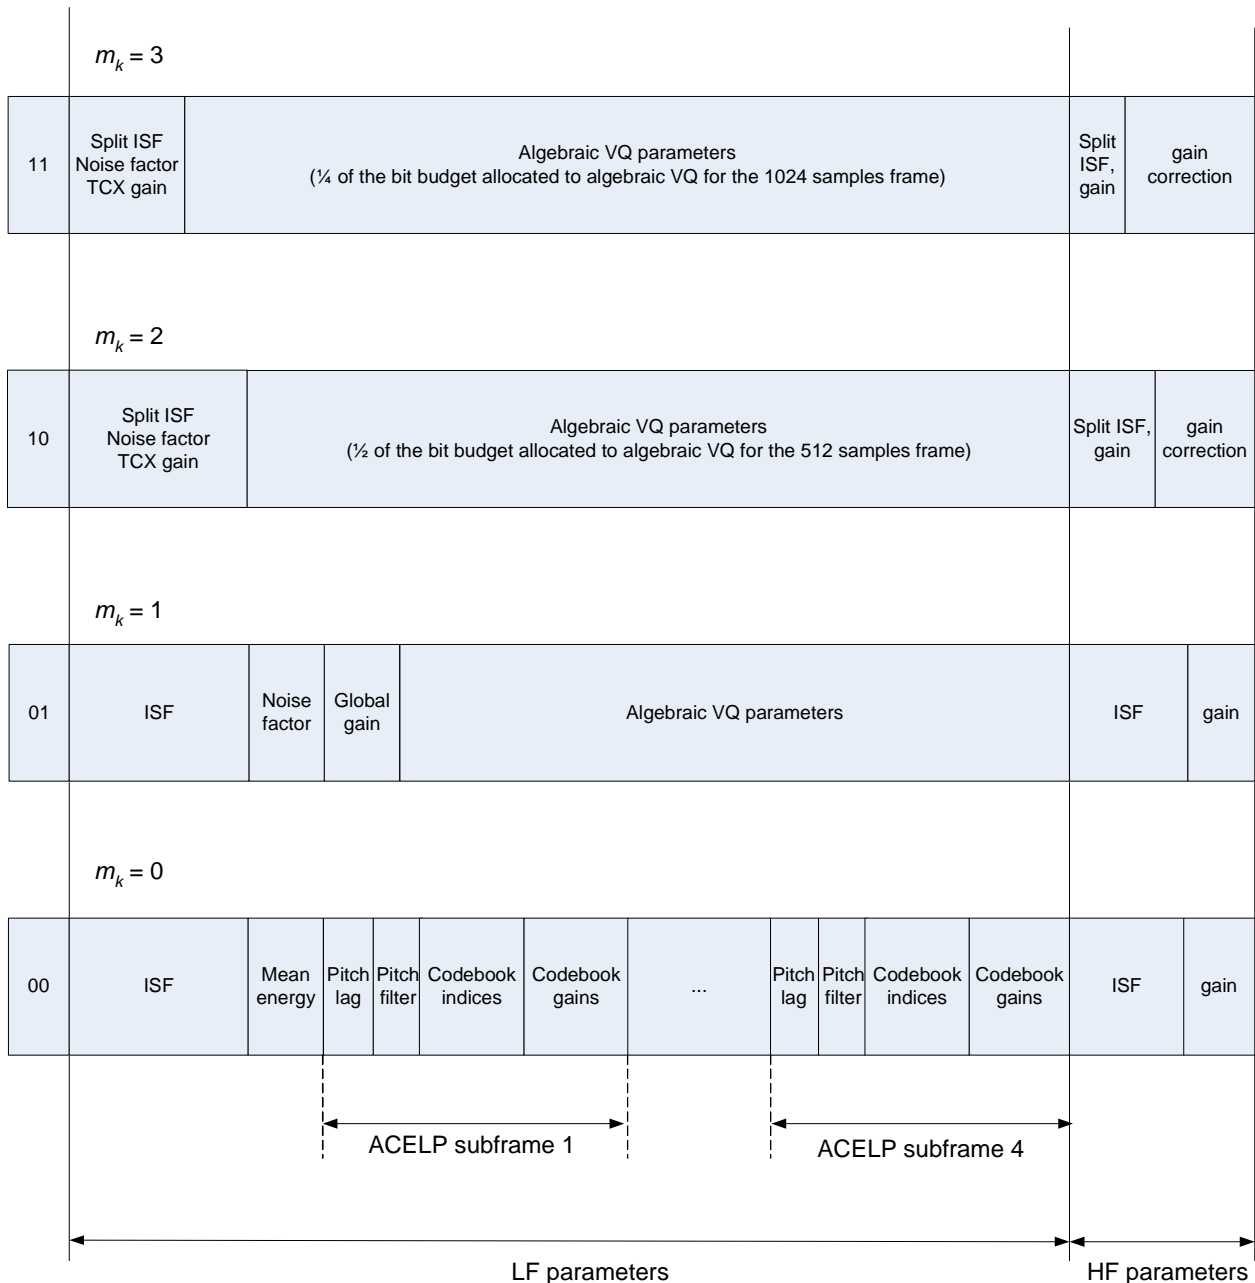 m_k = 3
11
Split ISF
Noise factor
TCX gain
Algebraic VQ parameters
(¼ of the bit budget allocated to algebraic VQ for the 1024 samples frame)
Split
ISF,
gain
gain
correction
m_k = 2
10
Split ISF
Noise factor
TCX gain
Algebraic VQ parameters
(½ of the bit budget allocated to algebraic VQ for the 512 samples frame)
Split ISF,
gain
gain
correction
m_k = 1
01
ISF
Noise
factor
Global
gain
Algebraic VQ parameters
ISF
gain
m_k = 0
00
ISF
Mean
energy
Pitch
lag
Pitch
filter
Codebook
indices
Codebook
gains
...
Pitch
lag
Pitch
filter
Codebook
indices
Codebook
gains
ISF
gain
ACELP subframe 1
ACELP subframe 4
LF parameters
HF parameters